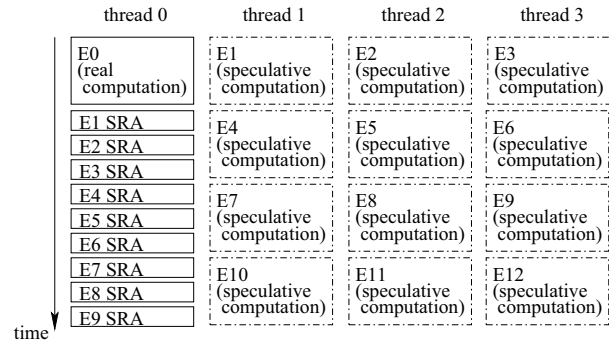 thread 0 thread 1 thread 2 thread 3
E0
(real
computation)
E1
(speculative
computation)
E2
(speculative
computation)
E3
(speculative
computation)
E1 SRA
E2 SRA
E3 SRA
E4
(speculative
computation)
E5
(speculative
computation)
E6
(speculative
computation)
E4 SRA
E5 SRA
E6 SRA
E7
(speculative
computation)
E8
(speculative
computation)
E9
(speculative
computation)
E7 SRA
E8 SRA
E9 SRA
E10
(speculative
computation)
E11
(speculative
computation)
E12
(speculative
computation)
time